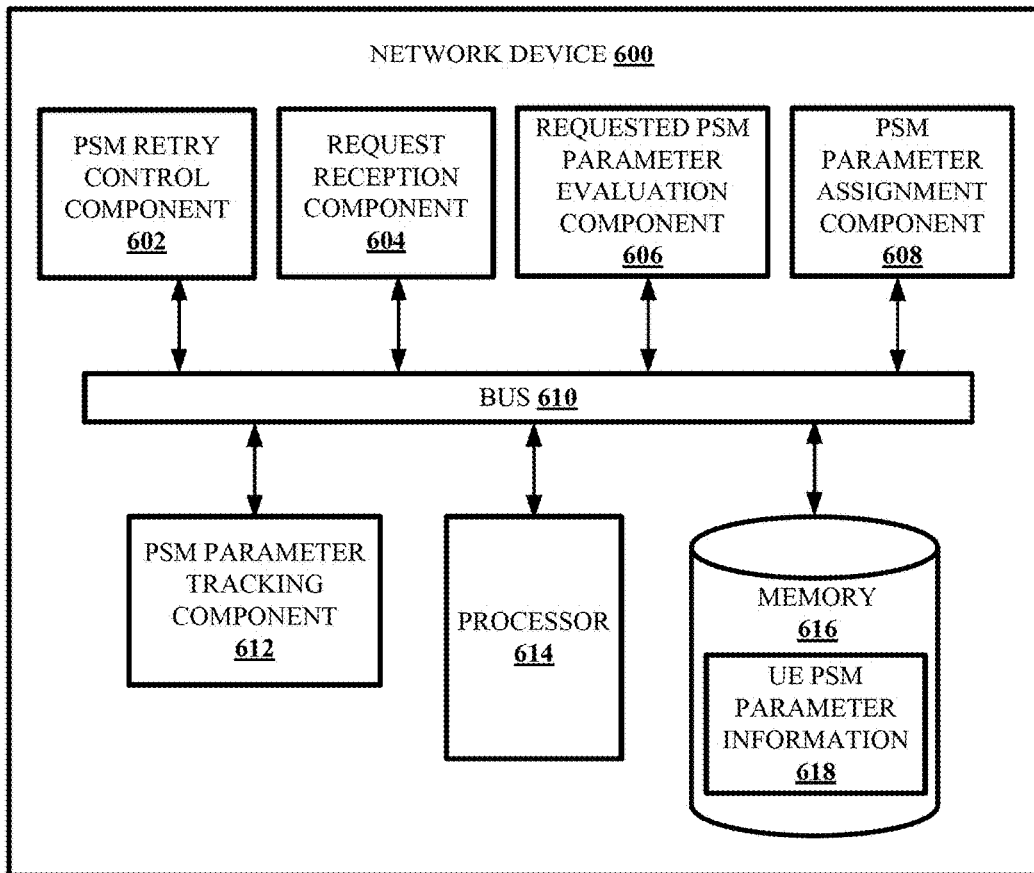 NETWORK DEVICE 600
PSM RETRY
CONTROL
COMPONENT
602
REQUEST
RECEPTION
COMPONENT
604
REQUESTED PSM
PARAMETER
EVALUATION
COMPONENT
606
PSM
PARAMETER
ASSIGNMENT
COMPONENT
608
BUS 610
PSM PARAMETER
TRACKING
COMPONENT
612
PROCESSOR
614
MEMORY
616
UE PSM
PARAMETER
INFORMATION
618